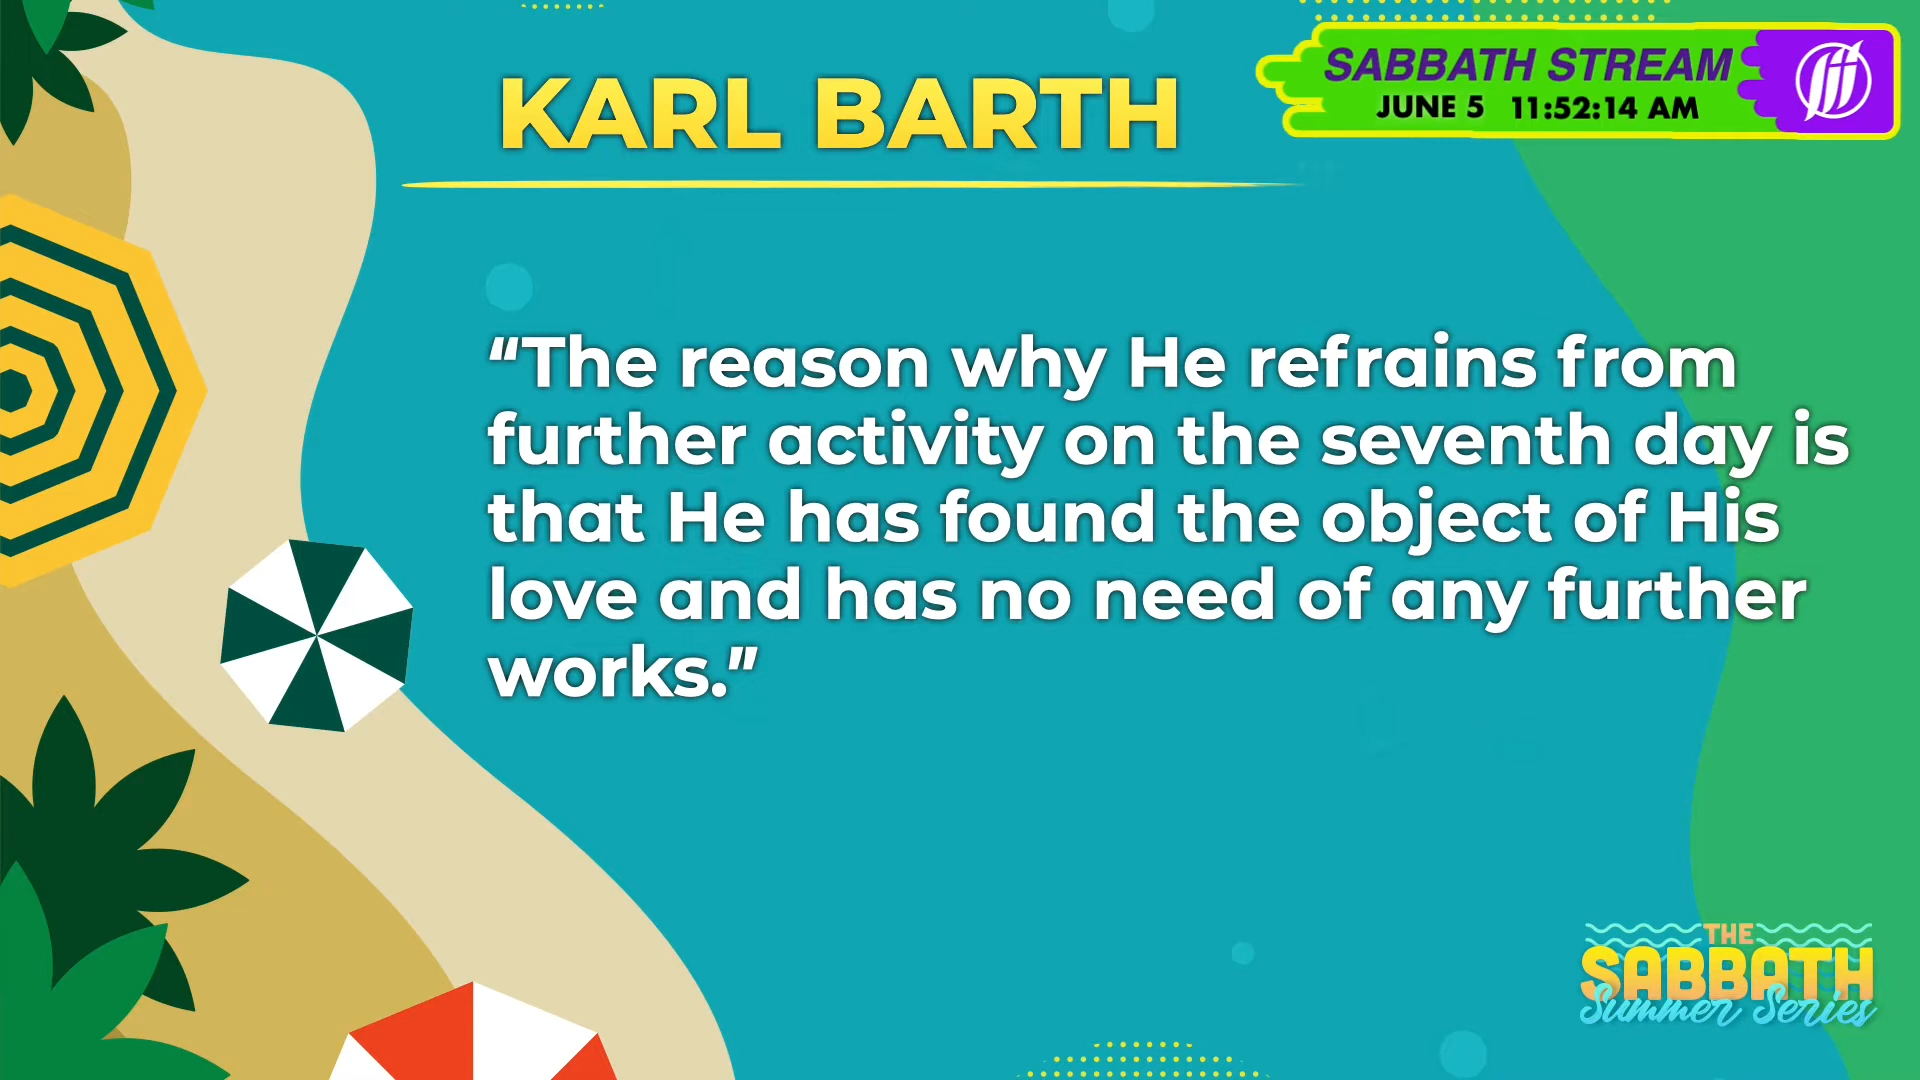 KARL BARTH
SABBATH STREAM
JUNE 5 11:52:14 AM
“The reason why He refrains from
further activity on the seventh day is
that He has found the object of His
love and has no need of any further
works.”
THE
SABBATH
Summer Series